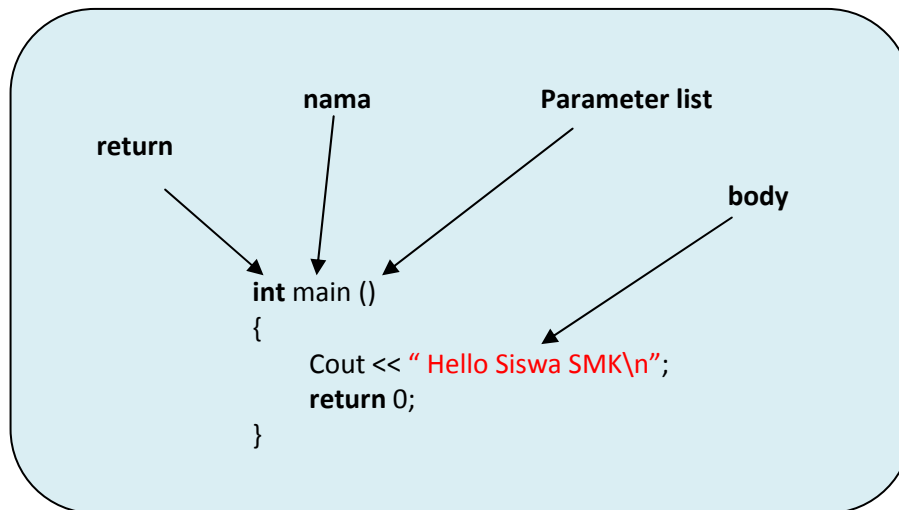 nama
Parameter list
return
body
int main ()
{
Cout << “ Hello Siswa SMK\n”;
return 0;
}